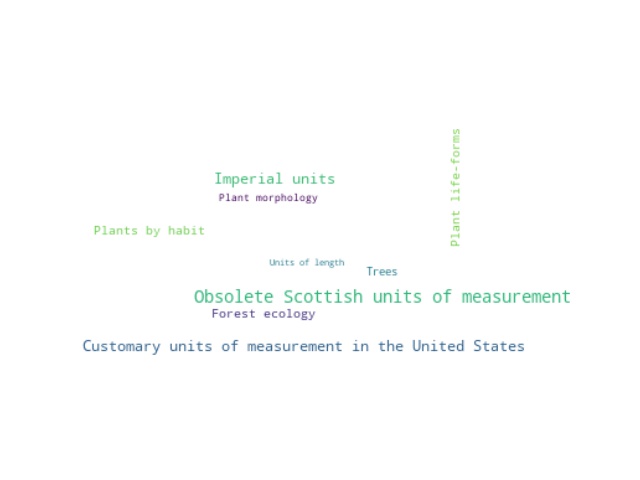 Plant life-forms
Imperial units
Plant morphology
Plants by habit
Units of length
Trees
Obsolete Scottish units of measurement
Forest ecology
Customary units of measurement in the United States